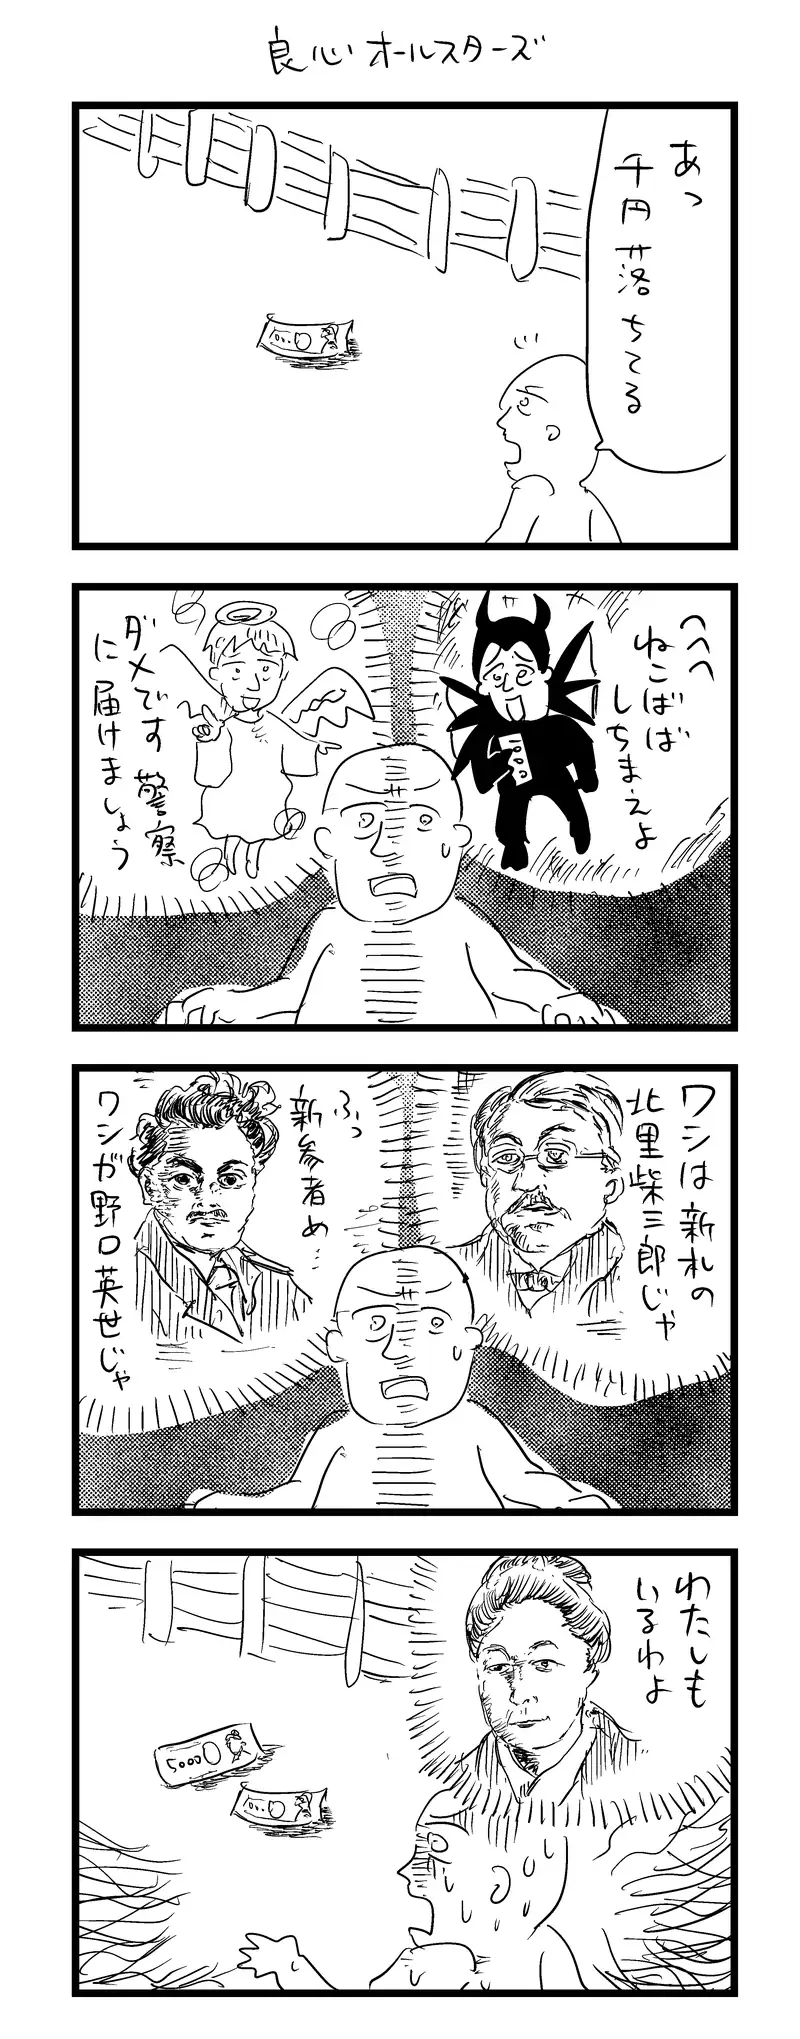 良心オールスターズ
あっ
千円落ちてる
へへへ
ねこばば
しちまえよ
ダメです 警察
に届けましょう
ワシは新札の
北里柴三郎じゃ
ふっ
新参者め…
ワシが野口英世じゃ
わたしも
いるわよ
5000